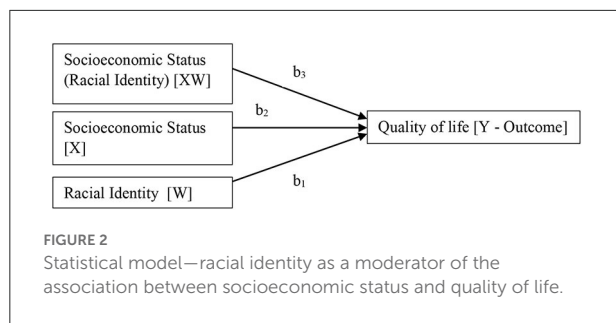 Socioeconomic Status
(Racial Identity) [XW]
b₃
b₂
Socioeconomic Status
[X]
Quality of life [Y - Outcome]
Racial Identity [W]
b₁
FIGURE 2
Statistical model—racial identity as a moderator of the
association between socioeconomic status and quality of life.